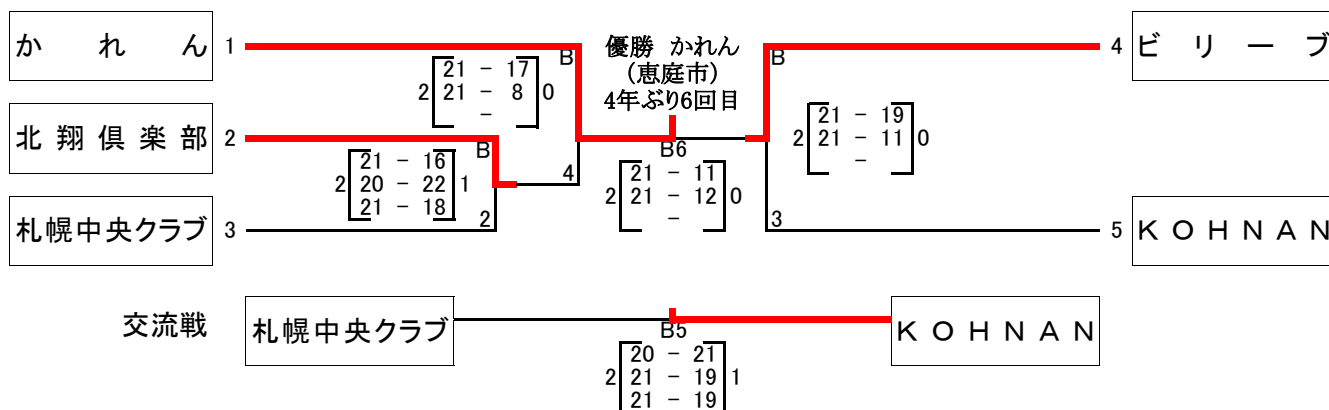 かれん 1
B
優勝 かれん
(恵庭市)
4年ぶり6回目
B
4 ビリーブ
2 21 - 17 0
21 - 8
-
2 21 - 19 0
21 - 11
-
北翔倶楽部 2
B
4
B6
2 21 - 16 1
20 - 22
21 - 18
2 21 - 11 0
21 - 12
-
札幌中央クラブ 3
2
3
5 KOHNAN
交流戦
札幌中央クラブ
B5
KOHNAN
2 20 - 21 1
21 - 19
21 - 19